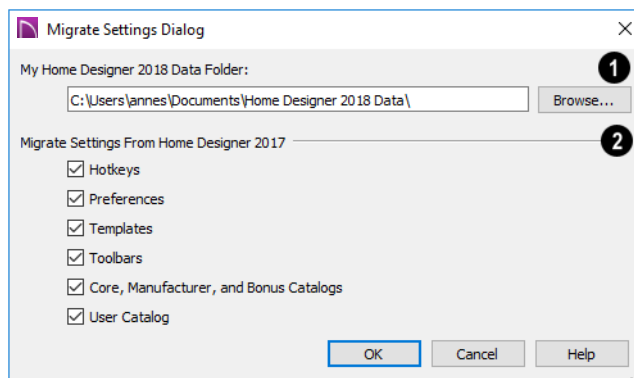 Migrate Settings Dialog
My Home Designer 2018 Data Folder:
1
C:\Users\annes\Documents\Home Designer 2018 Data\
Browse...
Migrate Settings From Home Designer 2017
2
Hotkeys
Preferences
Templates
Toolbars
Core, Manufacturer, and Bonus Catalogs
User Catalog
OK Cancel Help